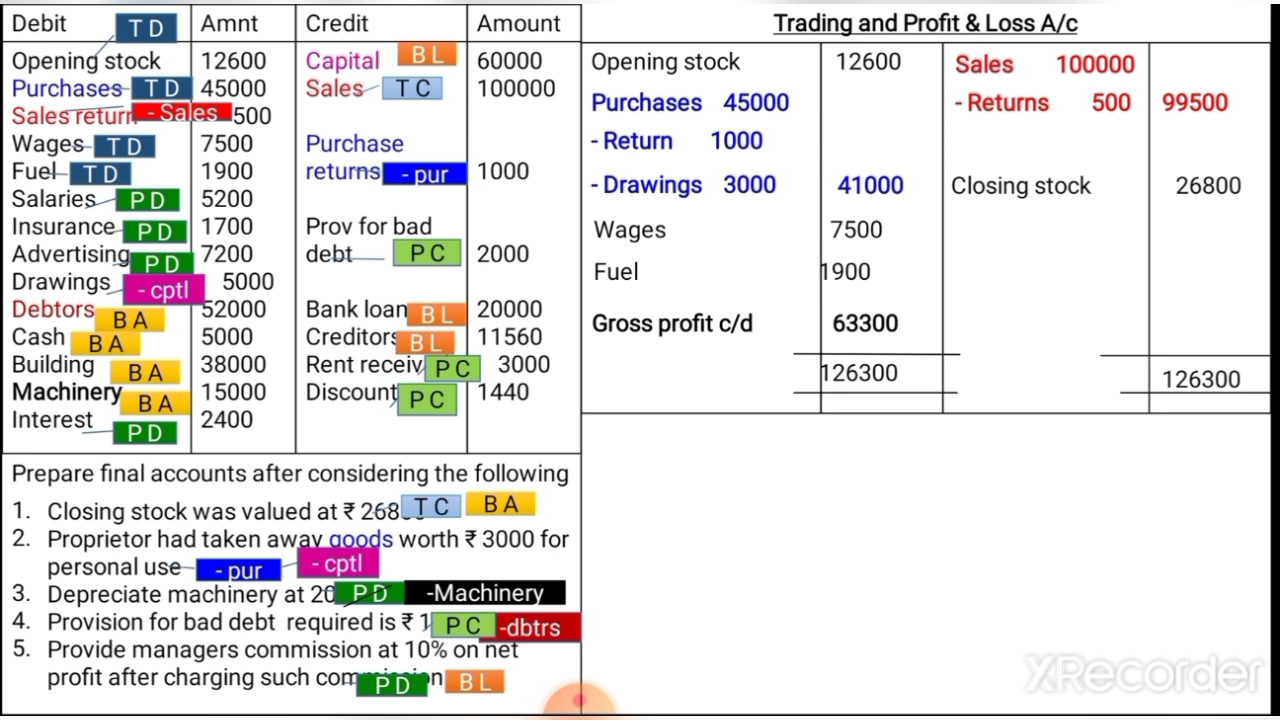 Debit T D Amnt Credit Amount
Opening stock 12600 Capital B L 60000
Purchases T D 45000 Sales T C 100000
Sales return - Sales 500
Wages T D 7500 Purchase
Fuel T D 1900 returns - pur 1000
Salaries P D 5200
Insurance P D 1700 Prov for bad
Advertising P D 7200 debt P C 2000
Drawings - cptl 5000
Debtors B A 52000 Bank loan B L 20000
Cash B A 5000 Creditors B L 11560
Building B A 38000 Rent receiv P C 3000
Machinery B A 15000 Discount P C 1440
Interest P D 2400
Prepare final accounts after considering the following
1. Closing stock was valued at ₹ 268 T C B A
2. Proprietor had taken away goods worth ₹ 3000 for
personal use - pur - cptl
3. Depreciate machinery at 20 P D -Machinery
4. Provision for bad debt required is ₹ 1 P C -dbtrs
5. Provide managers commission at 10% on net
profit after charging such P D B L
Trading and Profit & Loss A/c
Opening stock 12600 Sales 100000
Purchases 45000 - Returns 500 99500
- Return 1000
- Drawings 3000 41000 Closing stock 26800
Wages 7500
Fuel 1900
Gross profit c/d 63300
126300 126300
XRecorder